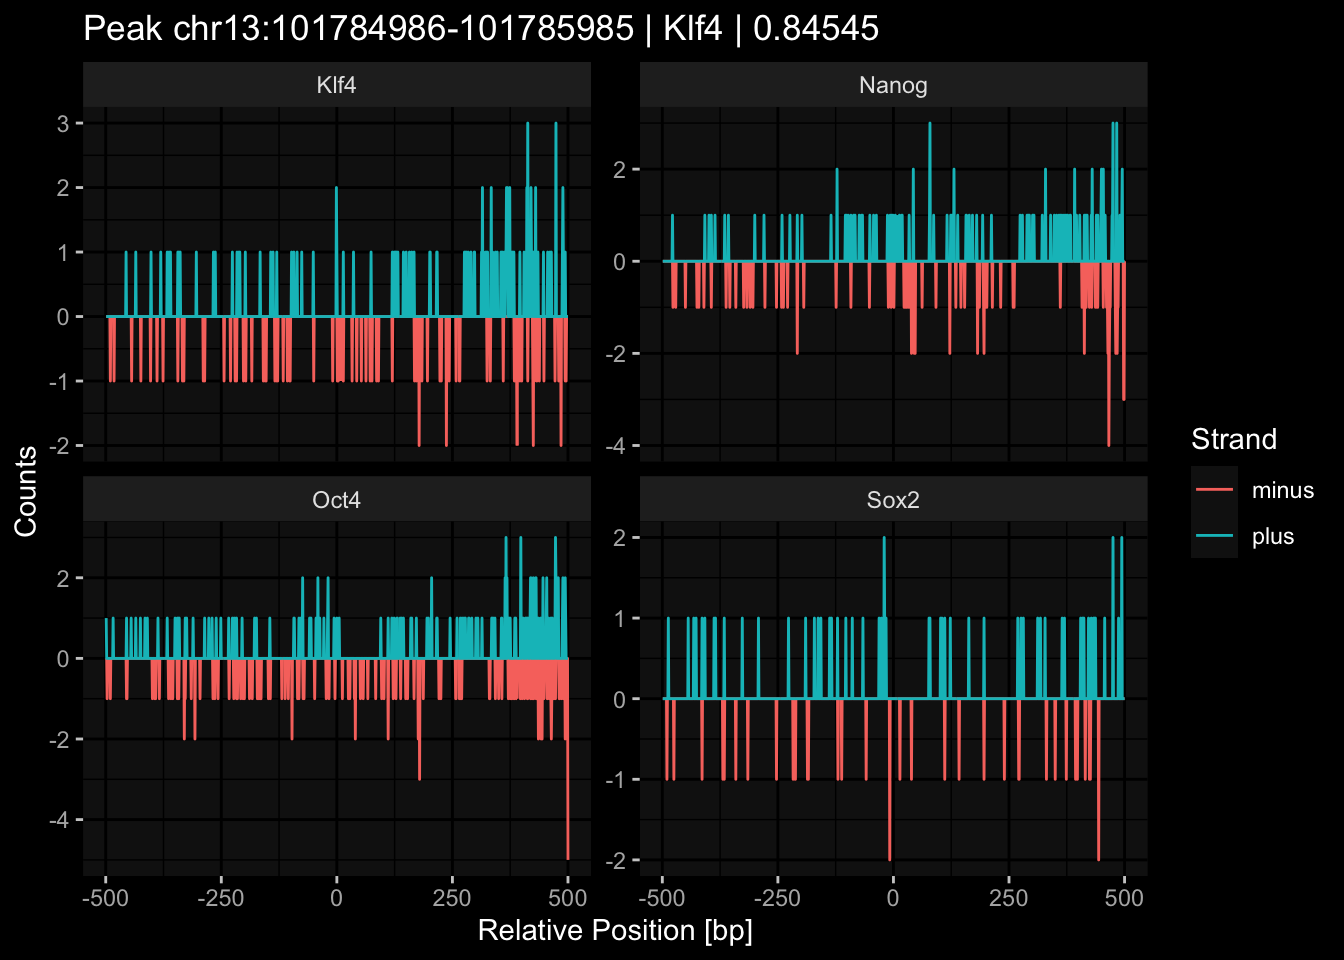 Peak chr13:101784986-101785985 | Klf4 | 0.84545
Klf4
3
2
1
0
-1
-2
Nanog
2
0
-2
-4
Counts
Oct4
2
0
-2
-4
-500
-250
0
250
500
Sox2
2
1
0
-1
-2
-500
-250
0
250
500
Relative Position [bp]
Strand
minus
plus